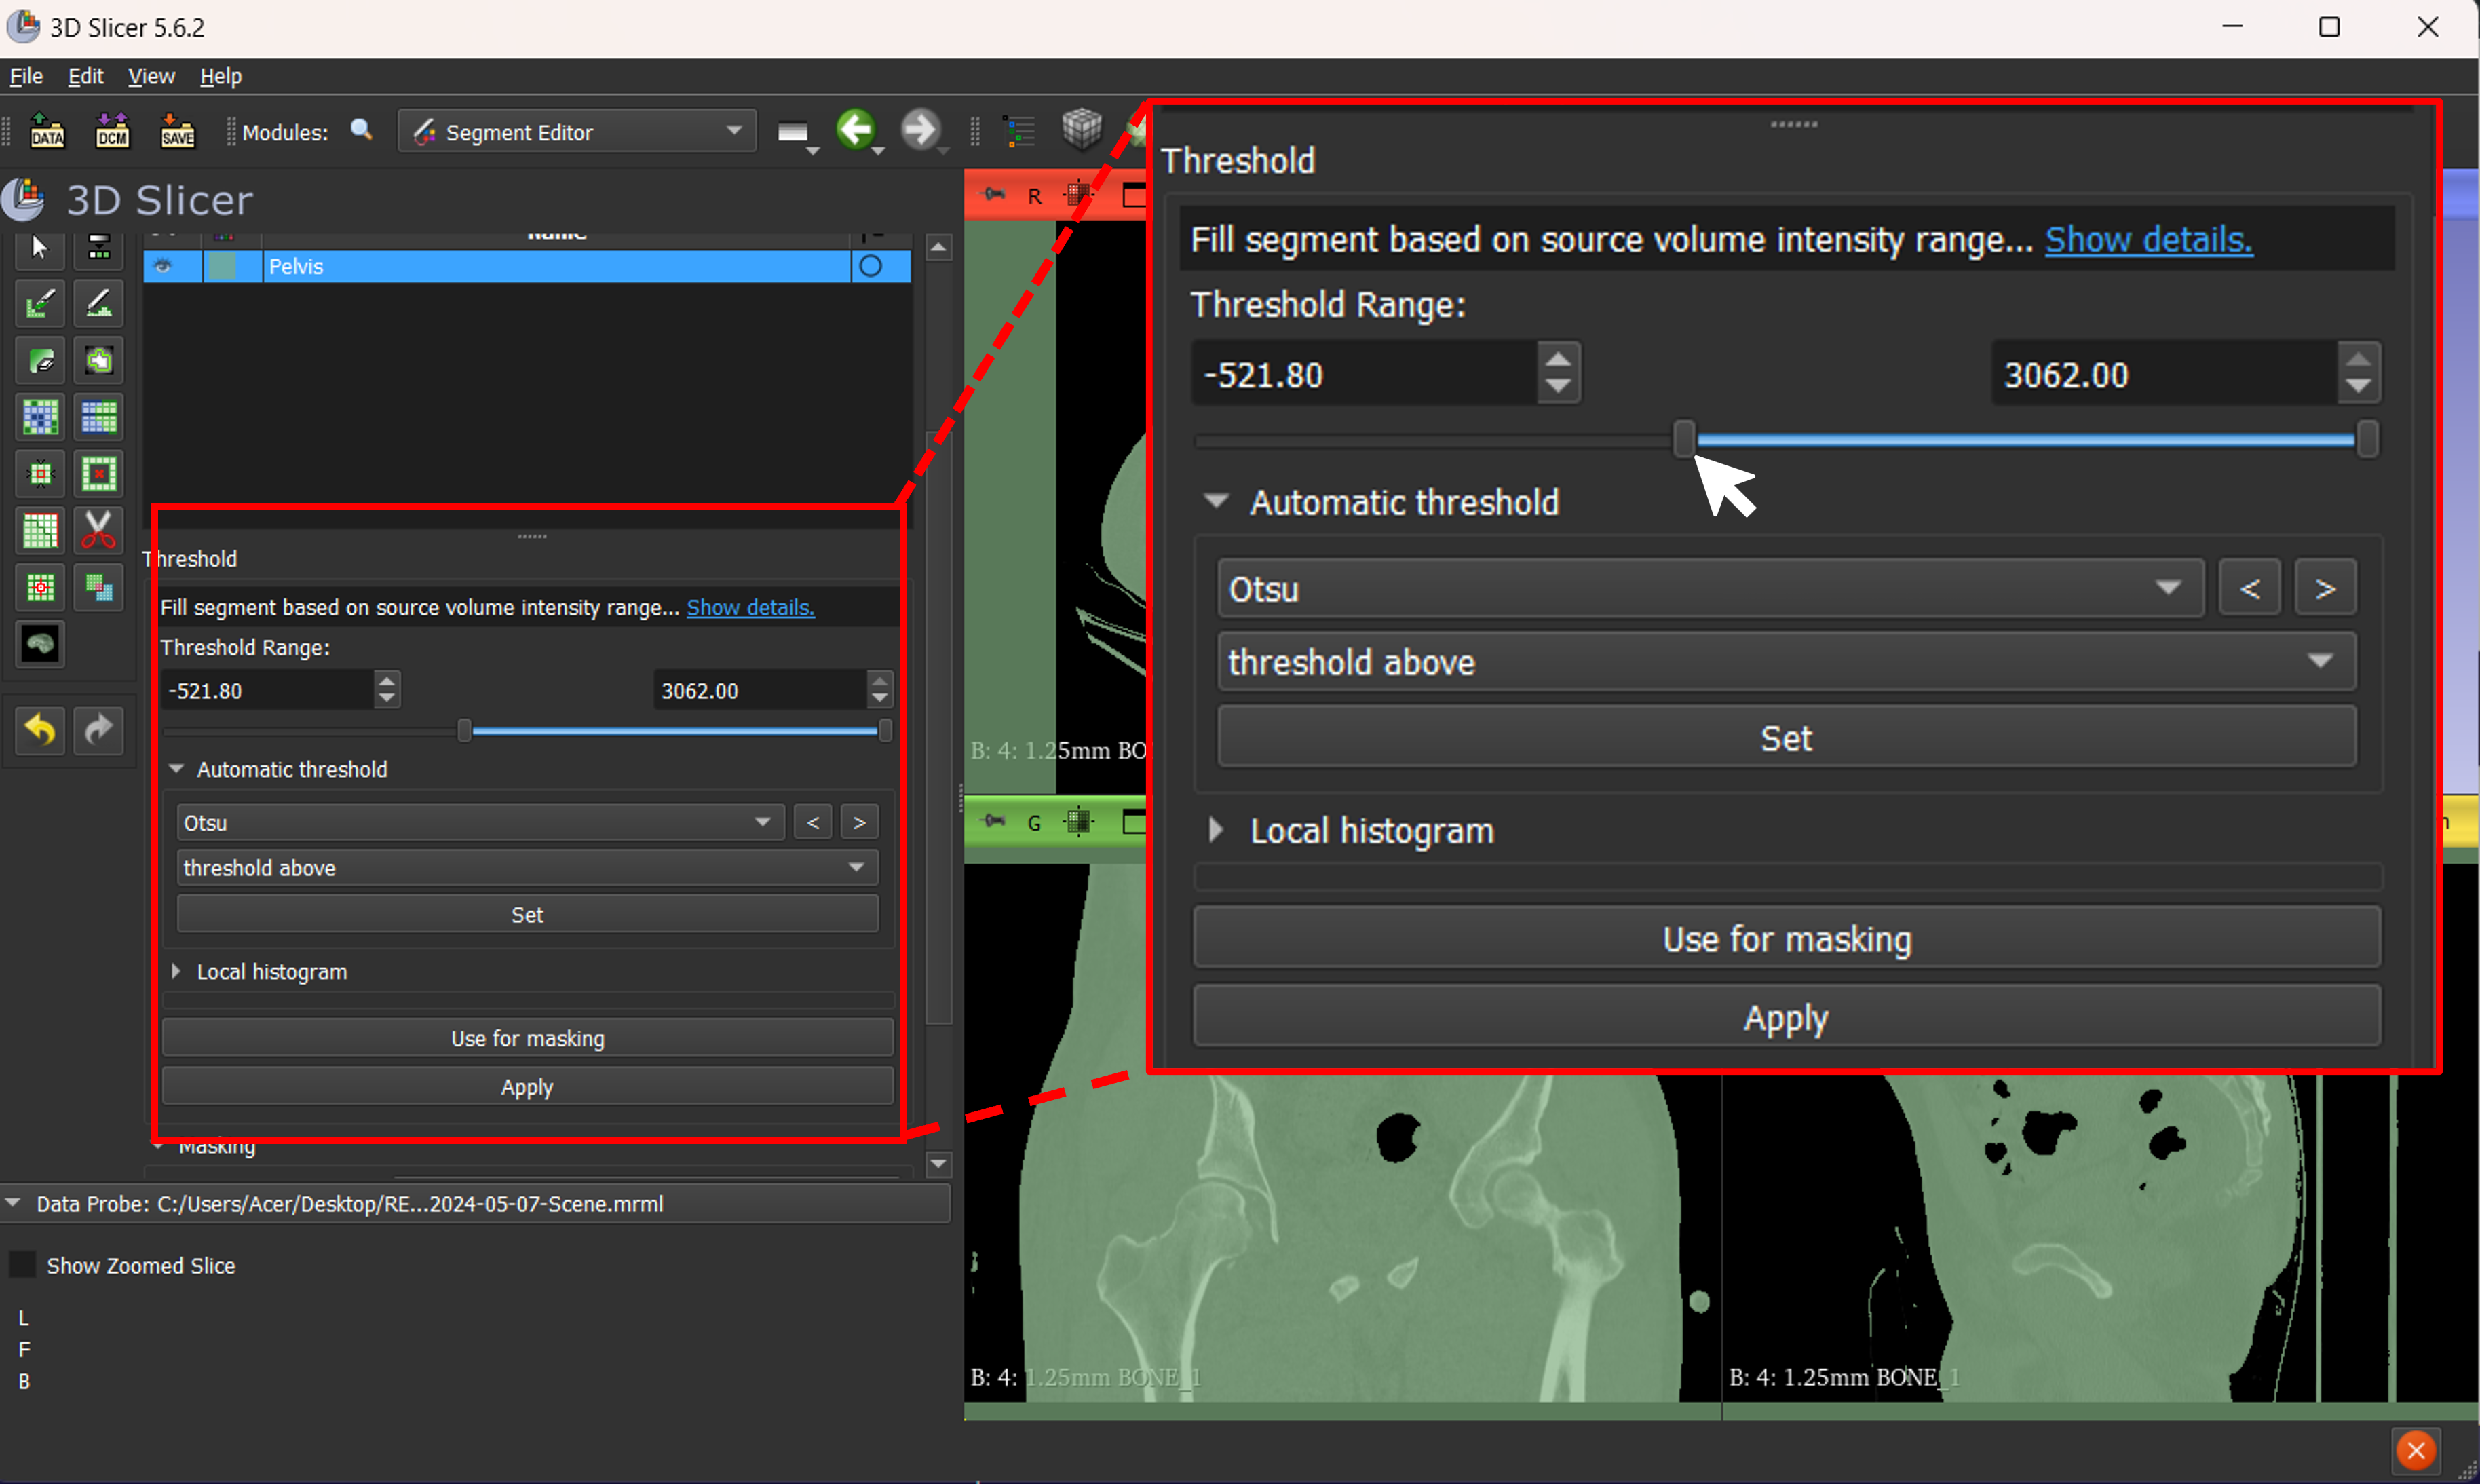 3D Slicer 5.6.2
File Edit View Help
DATA DCM SAVE Modules: Segment Editor
3D Slicer
Name
Pelvis
Threshold
Fill segment based on source volume intensity range... Show details.
Threshold Range:
-521.80 3062.00
Automatic threshold
Otsu < >
threshold above
Set
Local histogram
Use for masking
Apply
Masking
Data Probe: C:/Users/Acer/Desktop/RE...2024-05-07-Scene.mrml
Show Zoomed Slice
L
F
B
R
B: 4: 1.25mm BO
Threshold
Fill segment based on source volume intensity range... Show details.
Threshold Range:
-521.80 3062.00
Automatic threshold
Otsu < >
threshold above
Set
Local histogram
Use for masking
Apply
G
B: 4: 1.25mm BONE_1
B: 4: 1.25mm BONE_1